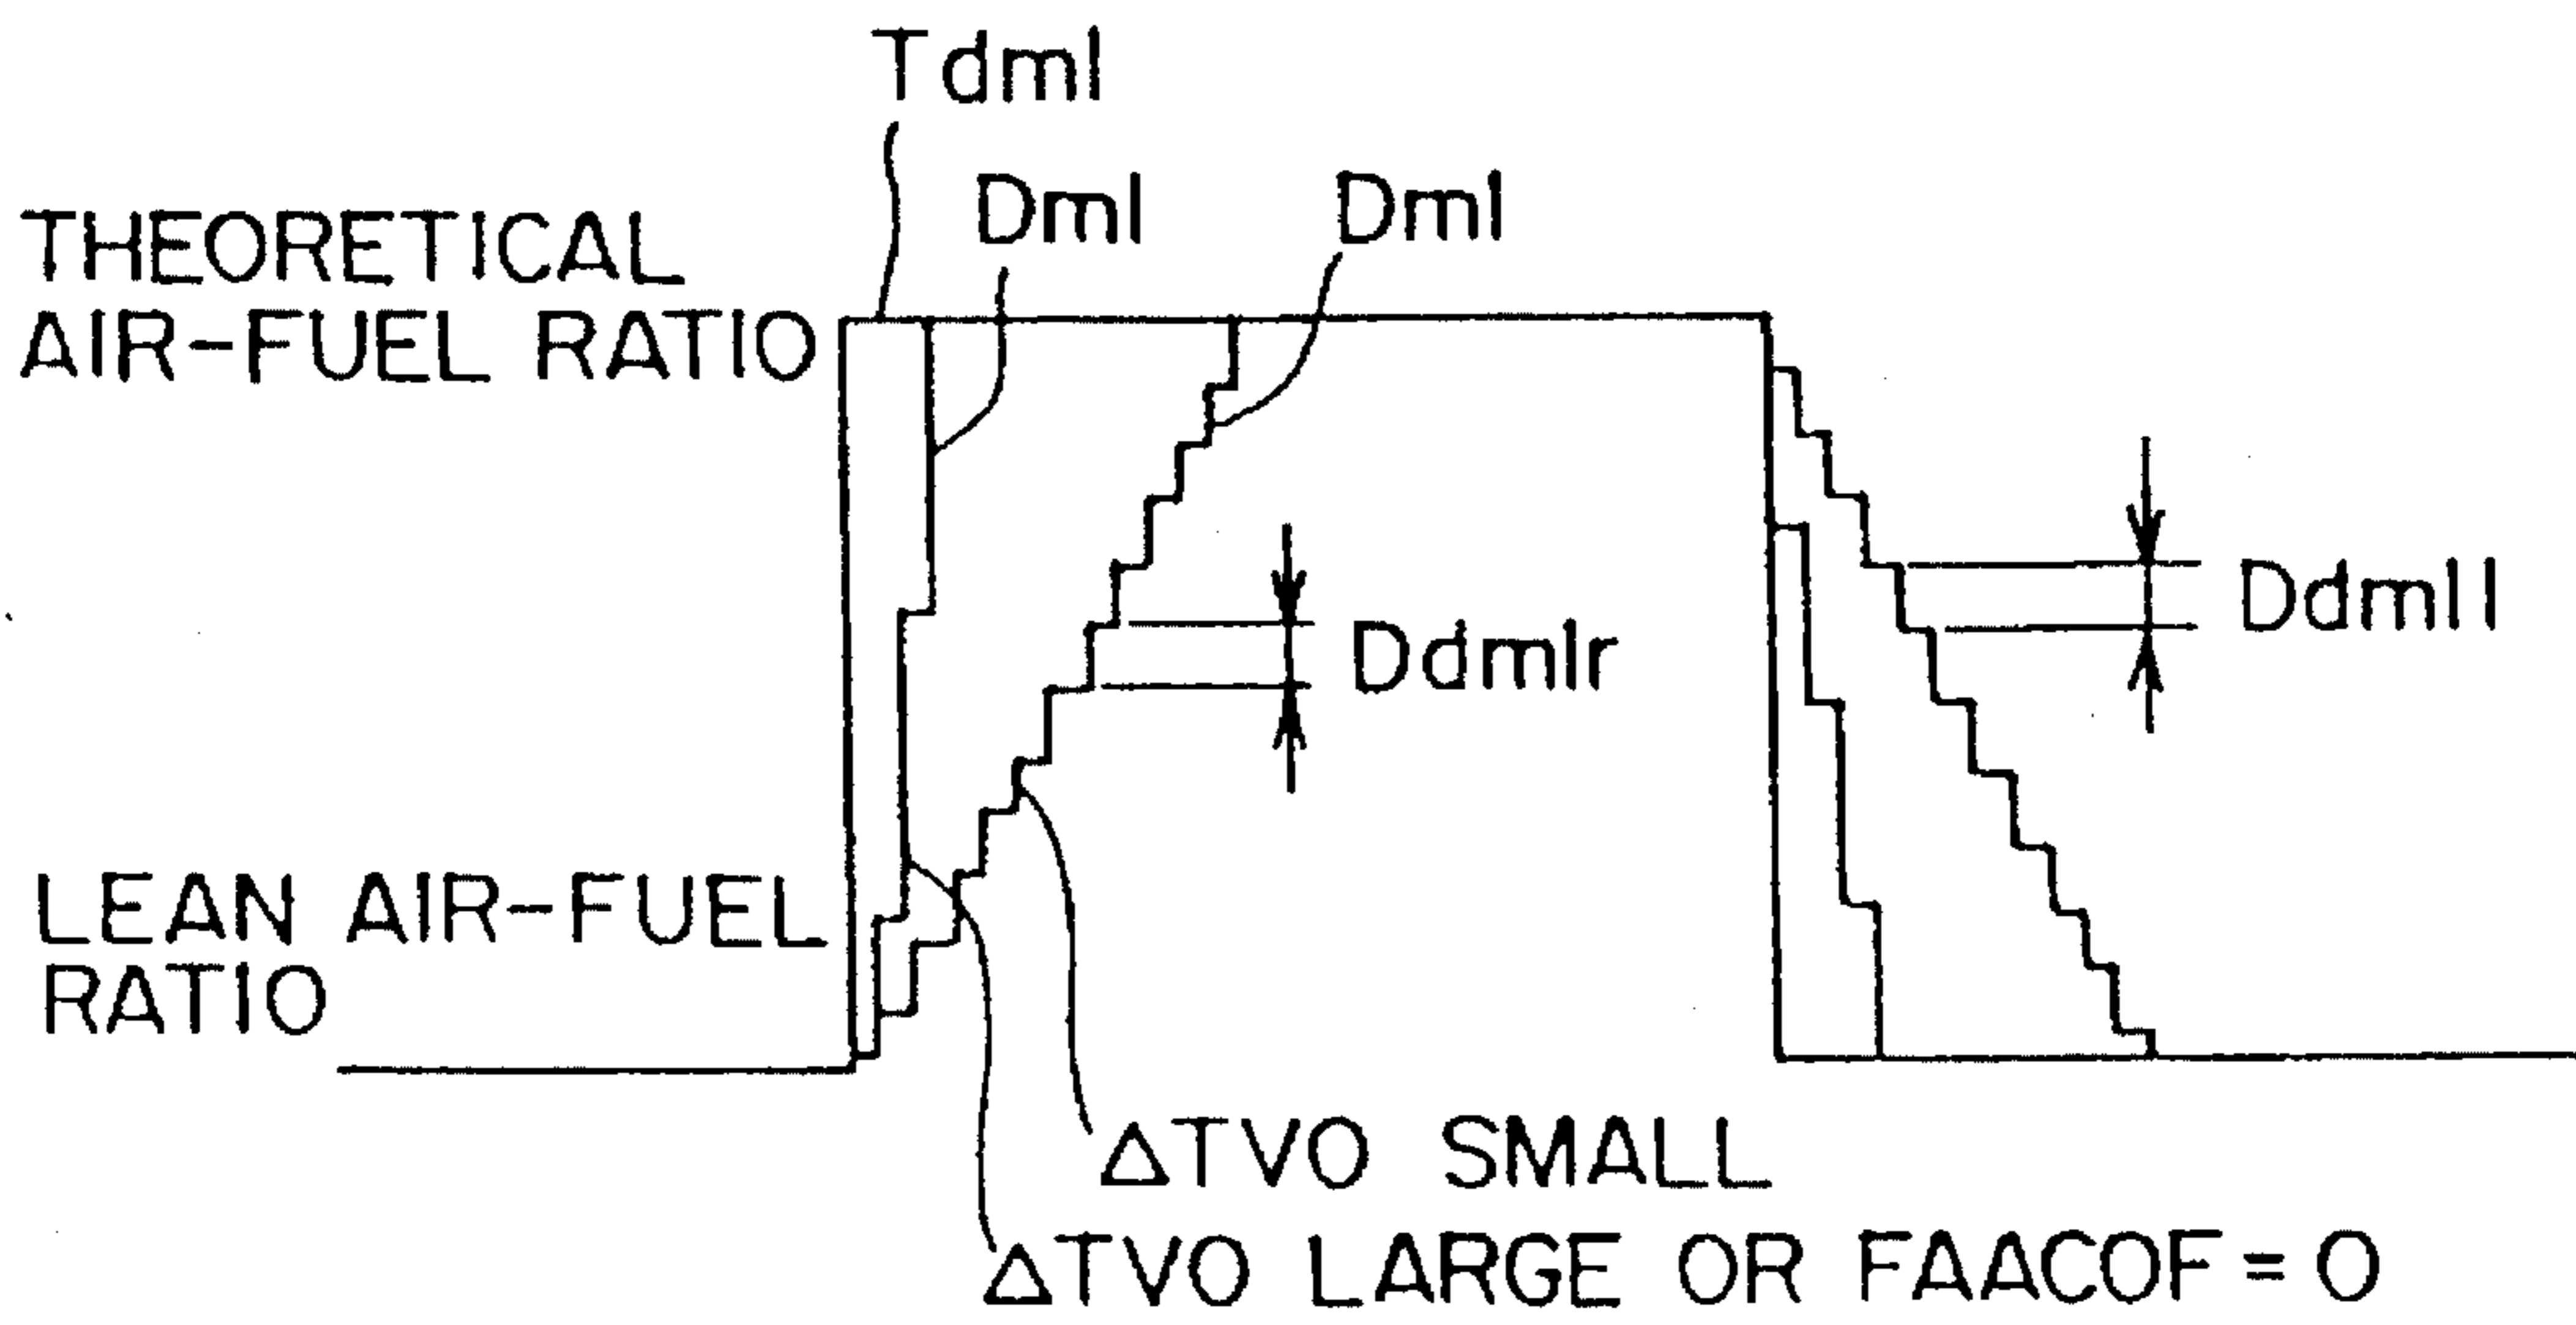 Tdml
Dml
Dml
THEORETICAL
AIR-FUEL RATIO
Ddmll
Ddmlr
LEAN AIR-FUEL
RATIO
ΔTVO SMALL
ΔTVO LARGE OR FAACOF = 0